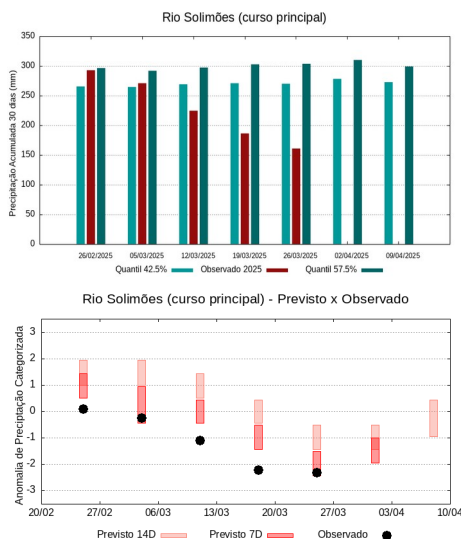 Rio Solimões (curso principal)
Precipitação Acumulada 30 dias (mm)
350
300
250
200
150
100
50
0
26/02/2025 05/03/2025 12/03/2025 19/03/2025 26/03/2025 02/04/2025 09/04/2025
Quantil 42.5% Observado 2025 Quantil 57.5%
Rio Solimões (curso principal) - Previsto x Observado
Anomalia de Precipitação Categorizada
3
2
1
0
-1
-2
-3
20/02 27/02 06/03 13/03 20/03 27/03 03/04 10/04
Previsto 14D Previsto 7D Observado